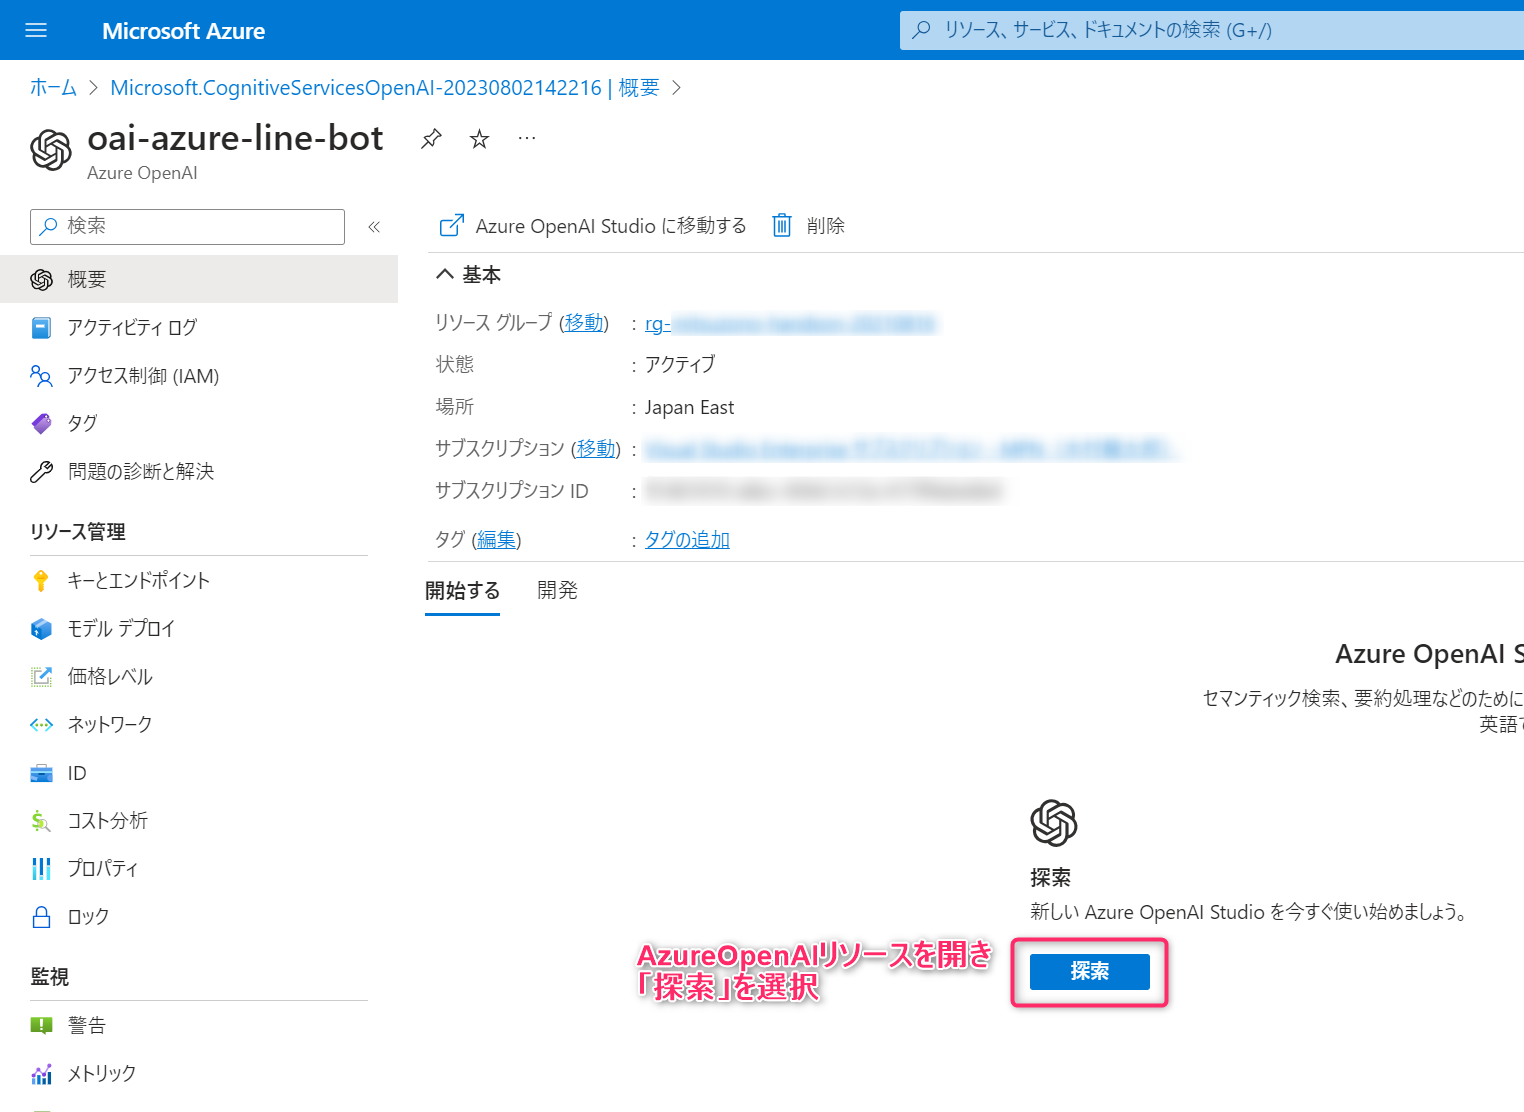 Microsoft Azure
リソース、サービス、ドキュメントの検索 (G+/)
ホーム > Microsoft.CognitiveServicesOpenAI-20230802142216 | 概要 >
oai-azure-line-bot ...
Azure OpenAI
検索 «
Azure OpenAI Studio に移動する 削除
概要
アクティビティ ログ
アクセス制御 (IAM)
タグ
問題の診断と解決
リソース管理
キーとエンドポイント
モデル デプロイ
価格レベル
ネットワーク
ID
コスト分析
プロパティ
ロック
監視
警告
メトリック
基本
リソース グループ (移動) : rg-
状態 : アクティブ
場所 : Japan East
サブスクリプション (移動) :
サブスクリプション ID :
タグ (編集) : タグの追加
開始する 開発
Azure OpenAI S
セマンティック検索、要約処理などのために
英語で
探索
新しい Azure OpenAI Studio を今すぐ使い始めましょう。
AzureOpenAIリソースを開き
「探索」を選択
探索